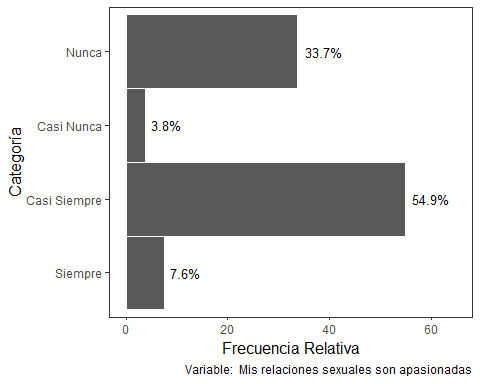 Categoría
Nunca
33.7%
Casi Nunca
3.8%
Casi Siempre
54.9%
Siempre
7.6%
0 20 40 60
Frecuencia Relativa
Variable: Mis relaciones sexuales son apasionadas